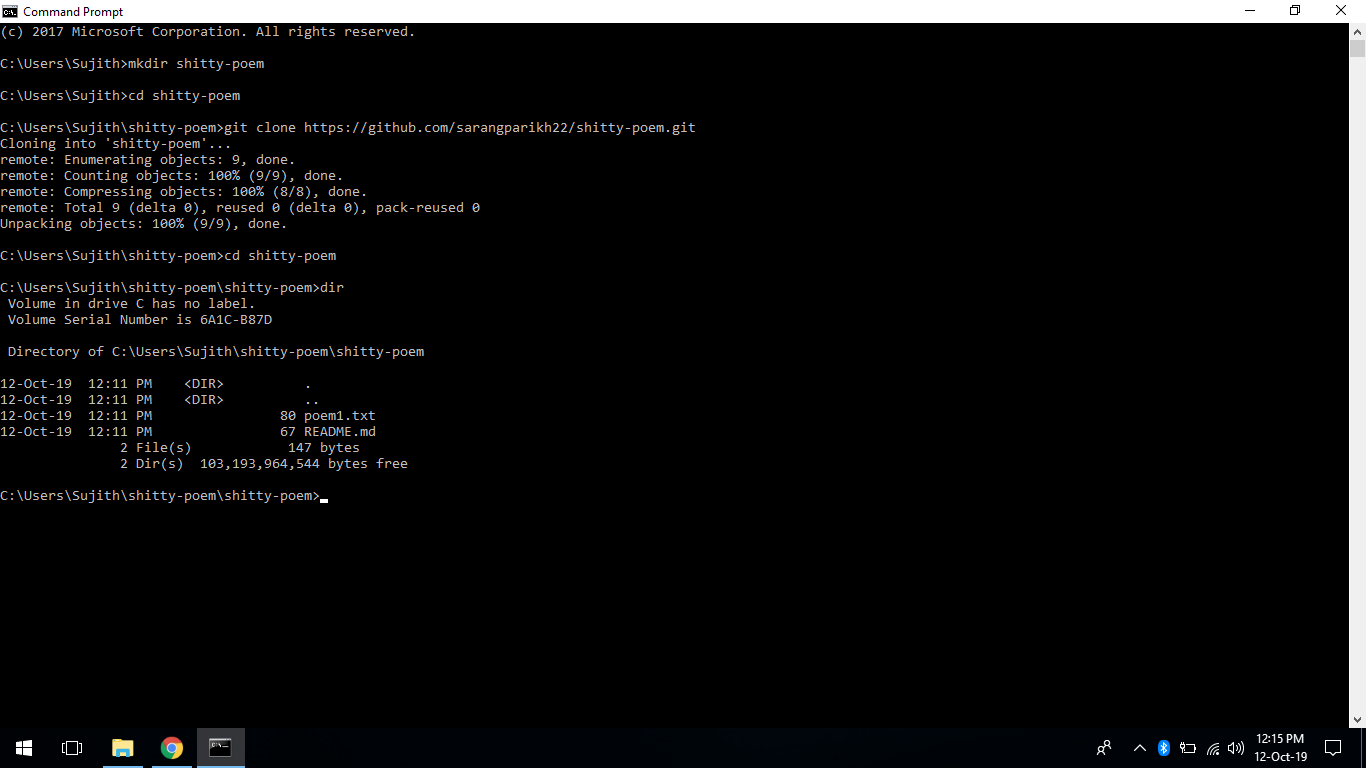 Command Prompt
(c) 2017 Microsoft Corporation. All rights reserved.
C:\Users\Sujith>mkdir shitty-poem
C:\Users\Sujith>cd shitty-poem
C:\Users\Sujith\shitty-poem>git clone https://github.com/sarangparikh22/shitty-poem.git
Cloning into 'shitty-poem'...
remote: Enumerating objects: 9, done.
remote: Counting objects: 100% (9/9), done.
remote: Compressing objects: 100% (8/8), done.
remote: Total 9 (delta 0), reused 0 (delta 0), pack-reused 0
Unpacking objects: 100% (9/9), done.
C:\Users\Sujith\shitty-poem>cd shitty-poem
C:\Users\Sujith\shitty-poem\shitty-poem>dir
 Volume in drive C has no label.
 Volume Serial Number is 6A1C-B87D
 Directory of C:\Users\Sujith\shitty-poem\shitty-poem
12-Oct-19  12:11 PM    <DIR>          .
12-Oct-19  12:11 PM    <DIR>          ..
12-Oct-19  12:11 PM                80 poem1.txt
12-Oct-19  12:11 PM                67 README.md
               2 File(s)            147 bytes
               2 Dir(s)  103,193,964,544 bytes free
C:\Users\Sujith\shitty-poem\shitty-poem>
12:15 PM
12-Oct-19